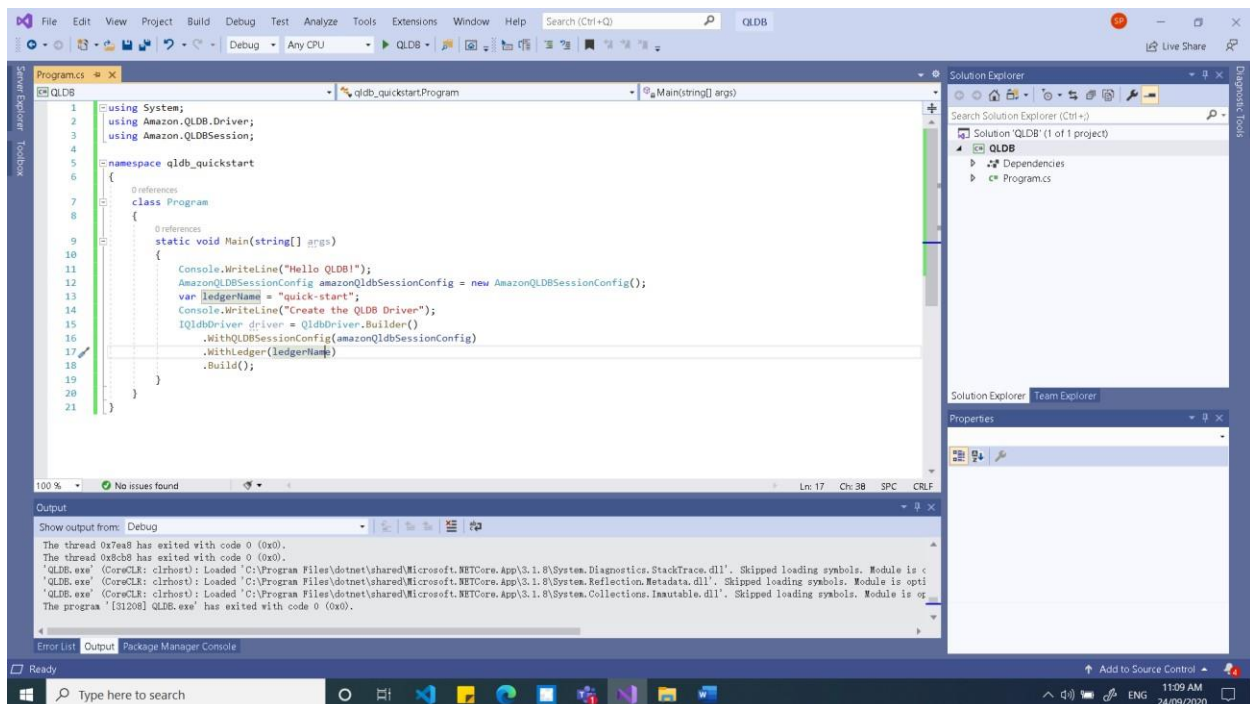 File Edit View Project Build Debug Test Analyze Tools Extensions Window Help Search (Ctrl+Q) QLDB SP
Debug Any CPU QLDB Live Share
Server Explorer
Toolbox
Program.cs
QLDB qldb_quickstart.Program Main(string[] args)
1 using System;
2 using Amazon.QLDB.Driver;
3 using Amazon.QLDBSession;
4
5 namespace qldb_quickstart
6 {
0 references
7 class Program
8 {
0 references
9 static void Main(string[] args)
10 {
11 Console.WriteLine("Hello QLDB!");
12 AmazonQLDBSessionConfig amazonQldbSessionConfig = new AmazonQLDBSessionConfig();
13 var ledgerName = "quick-start";
14 Console.WriteLine("Create the QLDB Driver");
15 IQldbDriver driver = QldbDriver.Builder()
16 .WithQLDBSessionConfig(amazonQldbSessionConfig)
17 .WithLedger(ledgerName)
18 .Build();
19 }
20 }
21 }
100 % No issues found Ln: 17 Ch: 38 SPC CRLF
Output
Show output from: Debug
The thread 0x7ea8 has exited with code 0 (0x0).
The thread 0x8cb8 has exited with code 0 (0x0).
'QLDB.exe' (CoreCLR: clrhost): Loaded 'C:\Program Files\dotnet\shared\Microsoft.NETCore.App\3.1.8\System.Diagnostics.StackTrace.dll'. Skipped loading symbols. Module is
'QLDB.exe' (CoreCLR: clrhost): Loaded 'C:\Program Files\dotnet\shared\Microsoft.NETCore.App\3.1.8\System.Reflection.Metadata.dll'. Skipped loading symbols. Module is opti
'QLDB.exe' (CoreCLR: clrhost): Loaded 'C:\Program Files\dotnet\shared\Microsoft.NETCore.App\3.1.8\System.Collections.Immutable.dll'. Skipped loading symbols. Module is
The program '[31208] QLDB.exe' has exited with code 0 (0x0).
Error List Output Package Manager Console
Solution Explorer
Search Solution Explorer (Ctrl+;)
Solution 'QLDB' (1 of 1 project)
C# QLDB
Dependencies
C# Program.cs
Solution Explorer Team Explorer
Properties
Diagnostic Tools
Ready Add to Source Control 4
Type here to search ENG 11:09 AM
24/09/2020